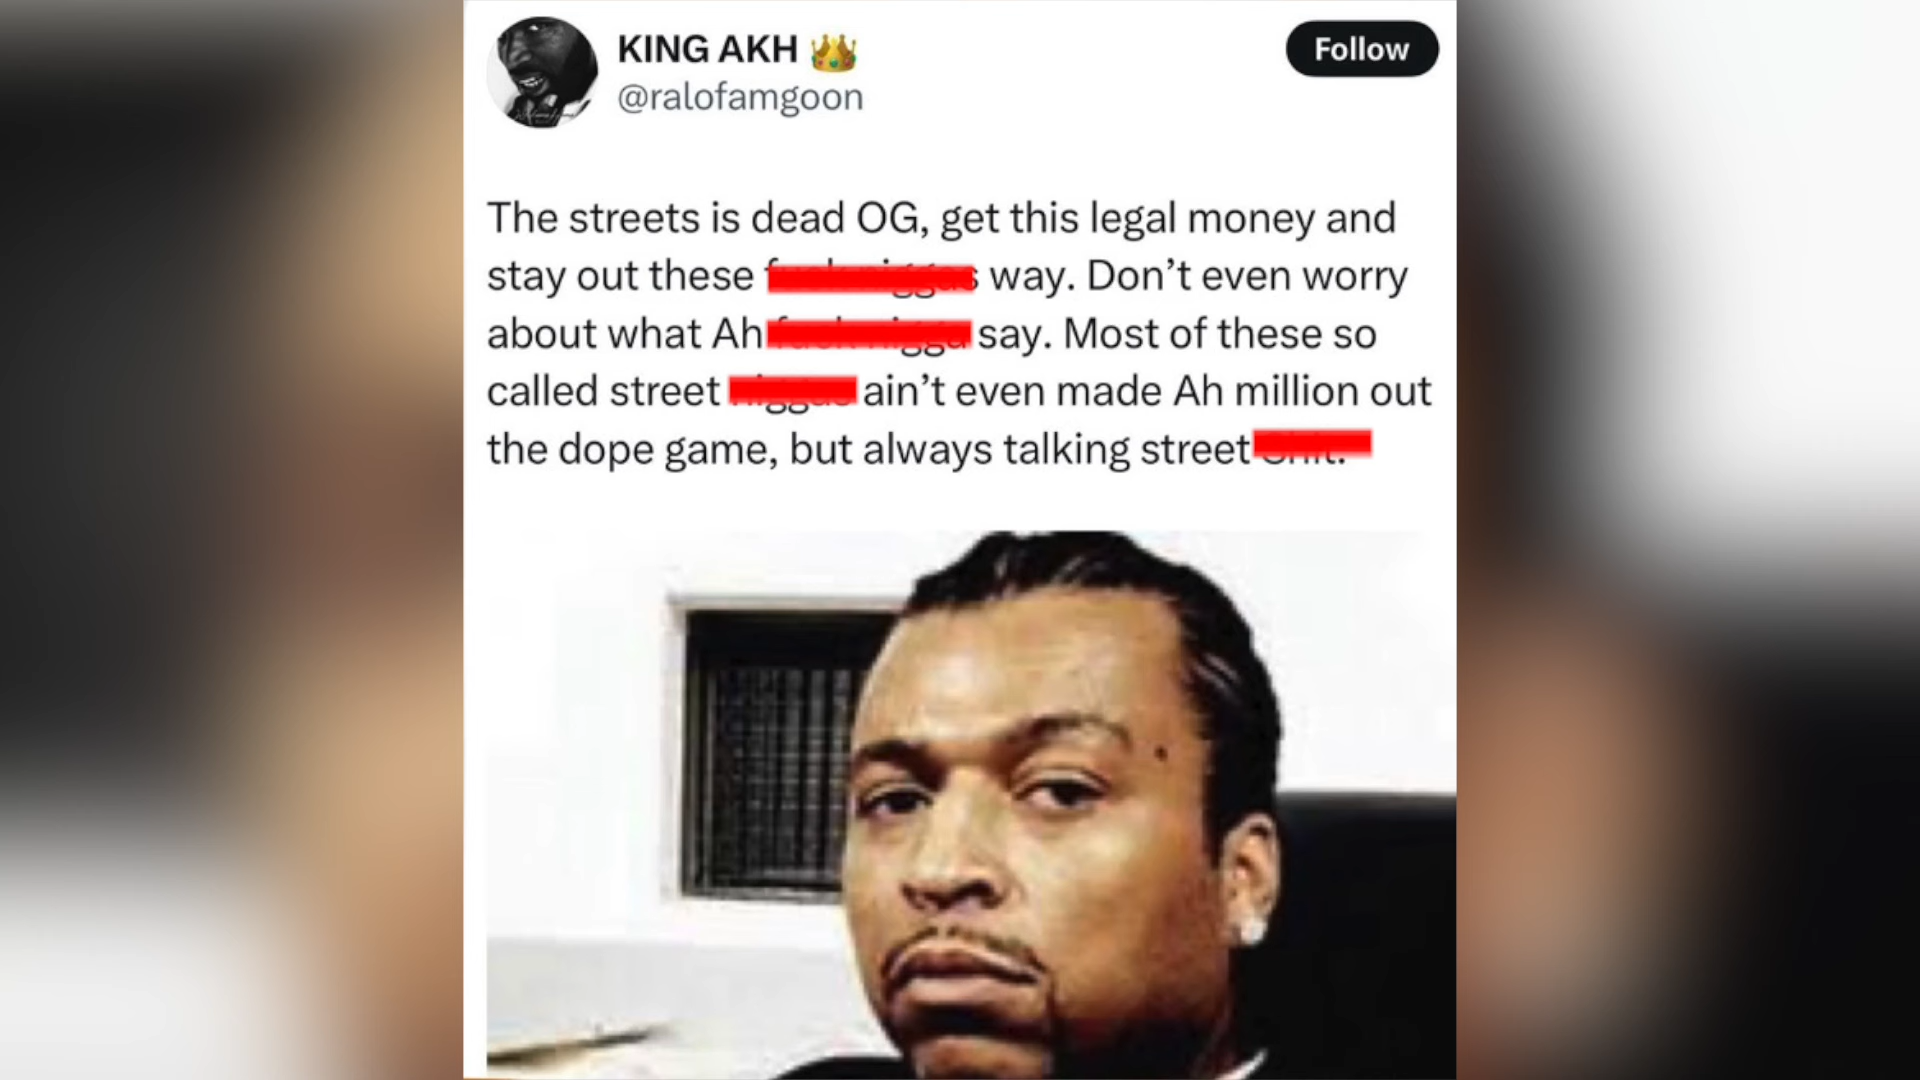 KING AKH 👑
Follow
@ralofamgoon
The streets is dead OG, get this legal money and
stay out these way. Don’t even worry
about what Ah say. Most of these so
called street ain’t even made Ah million out
the dope game, but always talking street